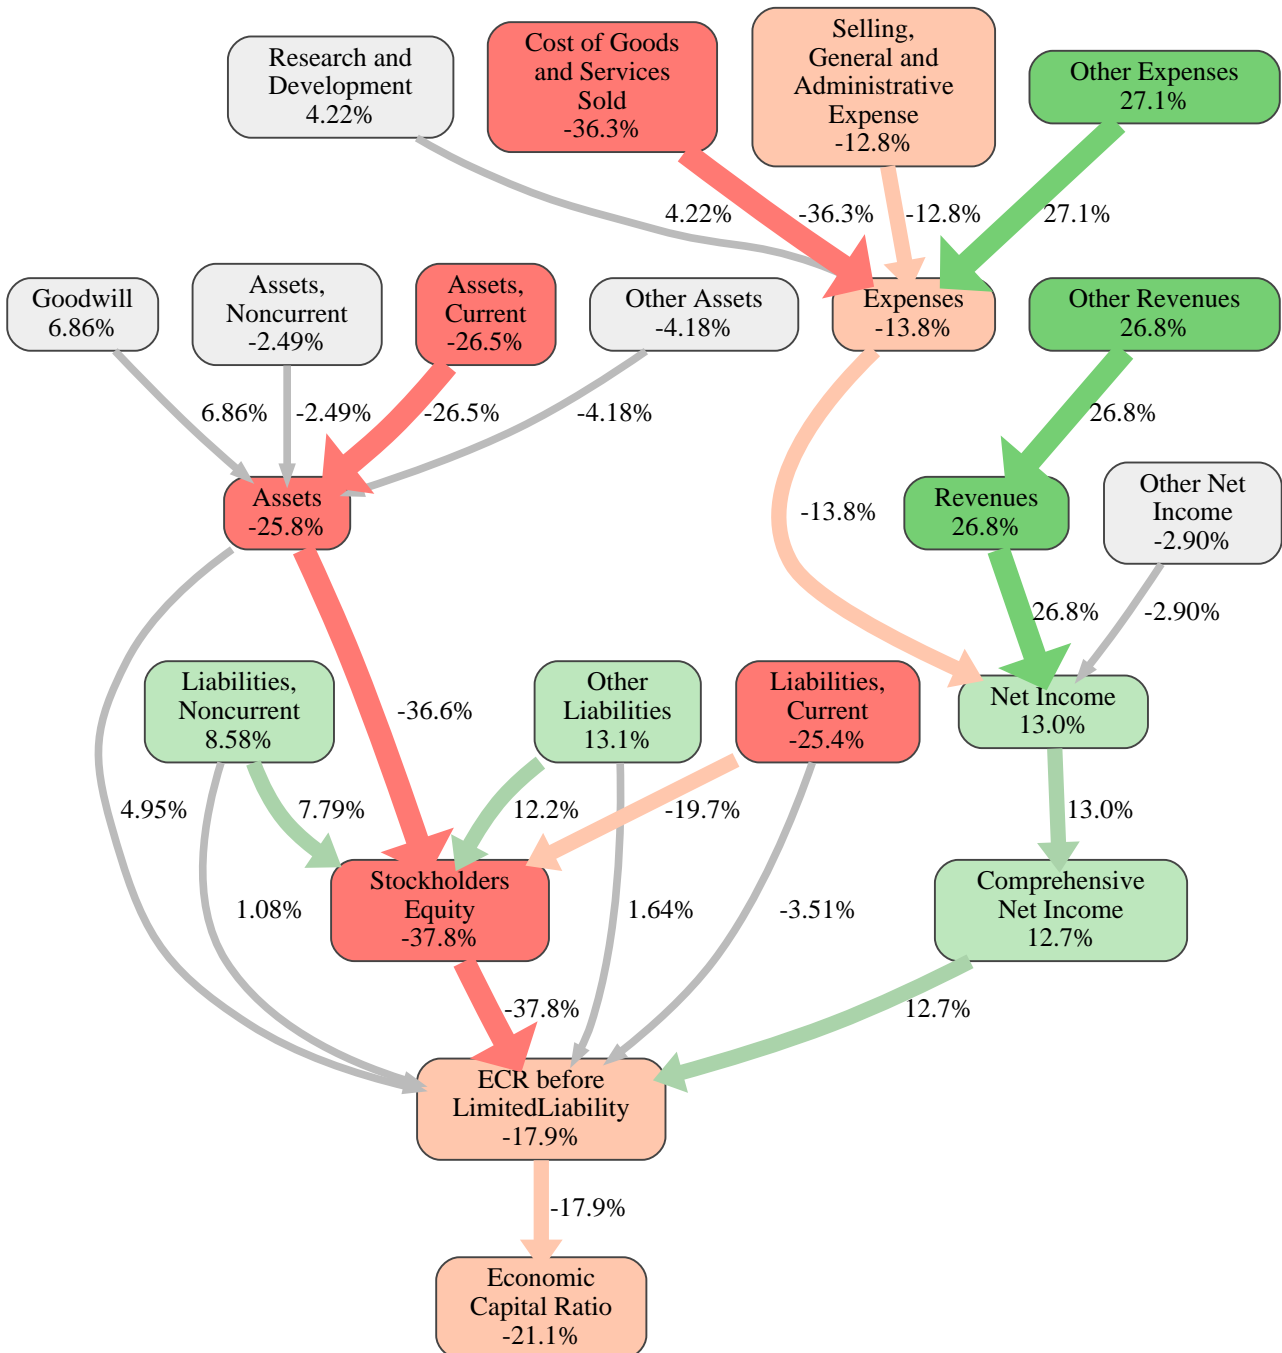 Research and
Development
4.22%
Cost of Goods
and Services
Sold
-36.3%
Selling,
General and
Administrative
Expense
-12.8%
Other Expenses
27.1%
4.22%
-36.3%
-12.8%
27.1%
Goodwill
6.86%
Assets,
Noncurrent
-2.49%
Assets,
Current
-26.5%
Other Assets
-4.18%
Expenses
-13.8%
Other Revenues
26.8%
6.86%
-2.49%
-26.5%
-4.18%
26.8%
Assets
-25.8%
-13.8%
Revenues
26.8%
Other Net
Income
-2.90%
26.8%
-2.90%
Liabilities,
Noncurrent
8.58%
-36.6%
Other
Liabilities
13.1%
Liabilities,
Current
-25.4%
Net Income
13.0%
4.95%
7.79%
12.2%
-19.7%
13.0%
1.08%
Stockholders
Equity
-37.8%
1.64%
-3.51%
Comprehensive
Net Income
12.7%
-37.8%
12.7%
ECR before
LimitedLiability
-17.9%
-17.9%
Economic
Capital Ratio
-21.1%